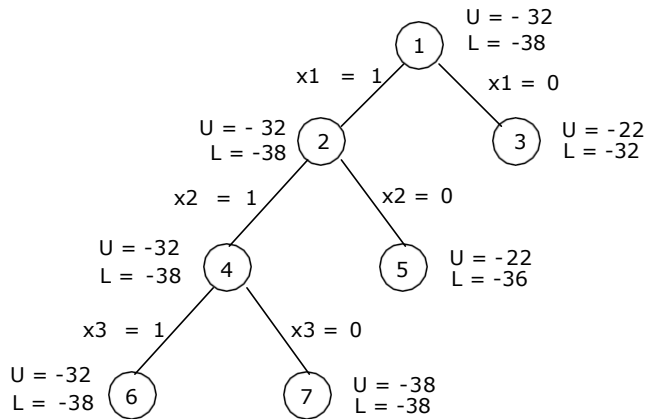 U = - 32
1
L = -38
x1 = 1
x1 = 0
U = - 32
L = -38
2
3
U = -22
L = -32
x2 = 1
x2 = 0
U = -32
L = -38
4
5
U = -22
L = -36
x3 = 1
x3 = 0
U = -32
L = -38
6
7
U = -38
L = -38